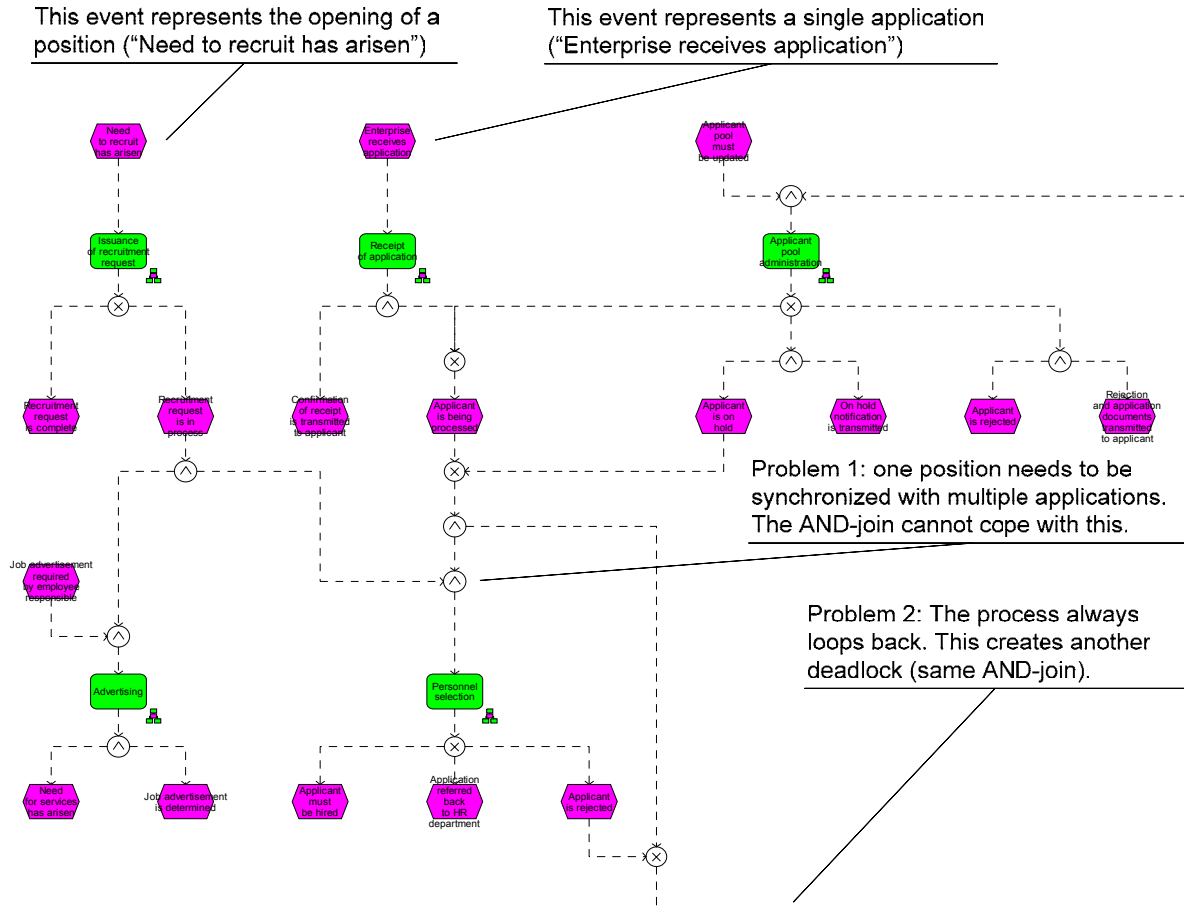 This event represents the opening of a
position (“Need to recruit has arisen”)
This event represents a single application
(“Enterprise receives application”)
Need
to recruit
has arisen
Enterprise
receives
application
Applicant
pool
must
be updated
Issuance
of recruitment
request
Receipt
of application
Applicant
pool
administration
Recruitment
request
is complete
Recruitment
request
is in
process
Confirmation
of receipt
is transmitted
to applicant
Applicant
is being
processed
Applicant
is on
hold
On hold
notification
is transmitted
Applicant
is rejected
Rejection
and application
documents
transmitted
to applicant
Problem 1: one position needs to be
synchronized with multiple applications.
The AND-join cannot cope with this.
Job advertisement
required
by employee
responsible
Problem 2: The process always
loops back. This creates another
deadlock (same AND-join).
Advertising
Personnel
selection
Need
for services
has arisen
Job advertisement
is determined
Applicant
must
be hired
Application
referred
back
to HR
department
Applicant
is rejected